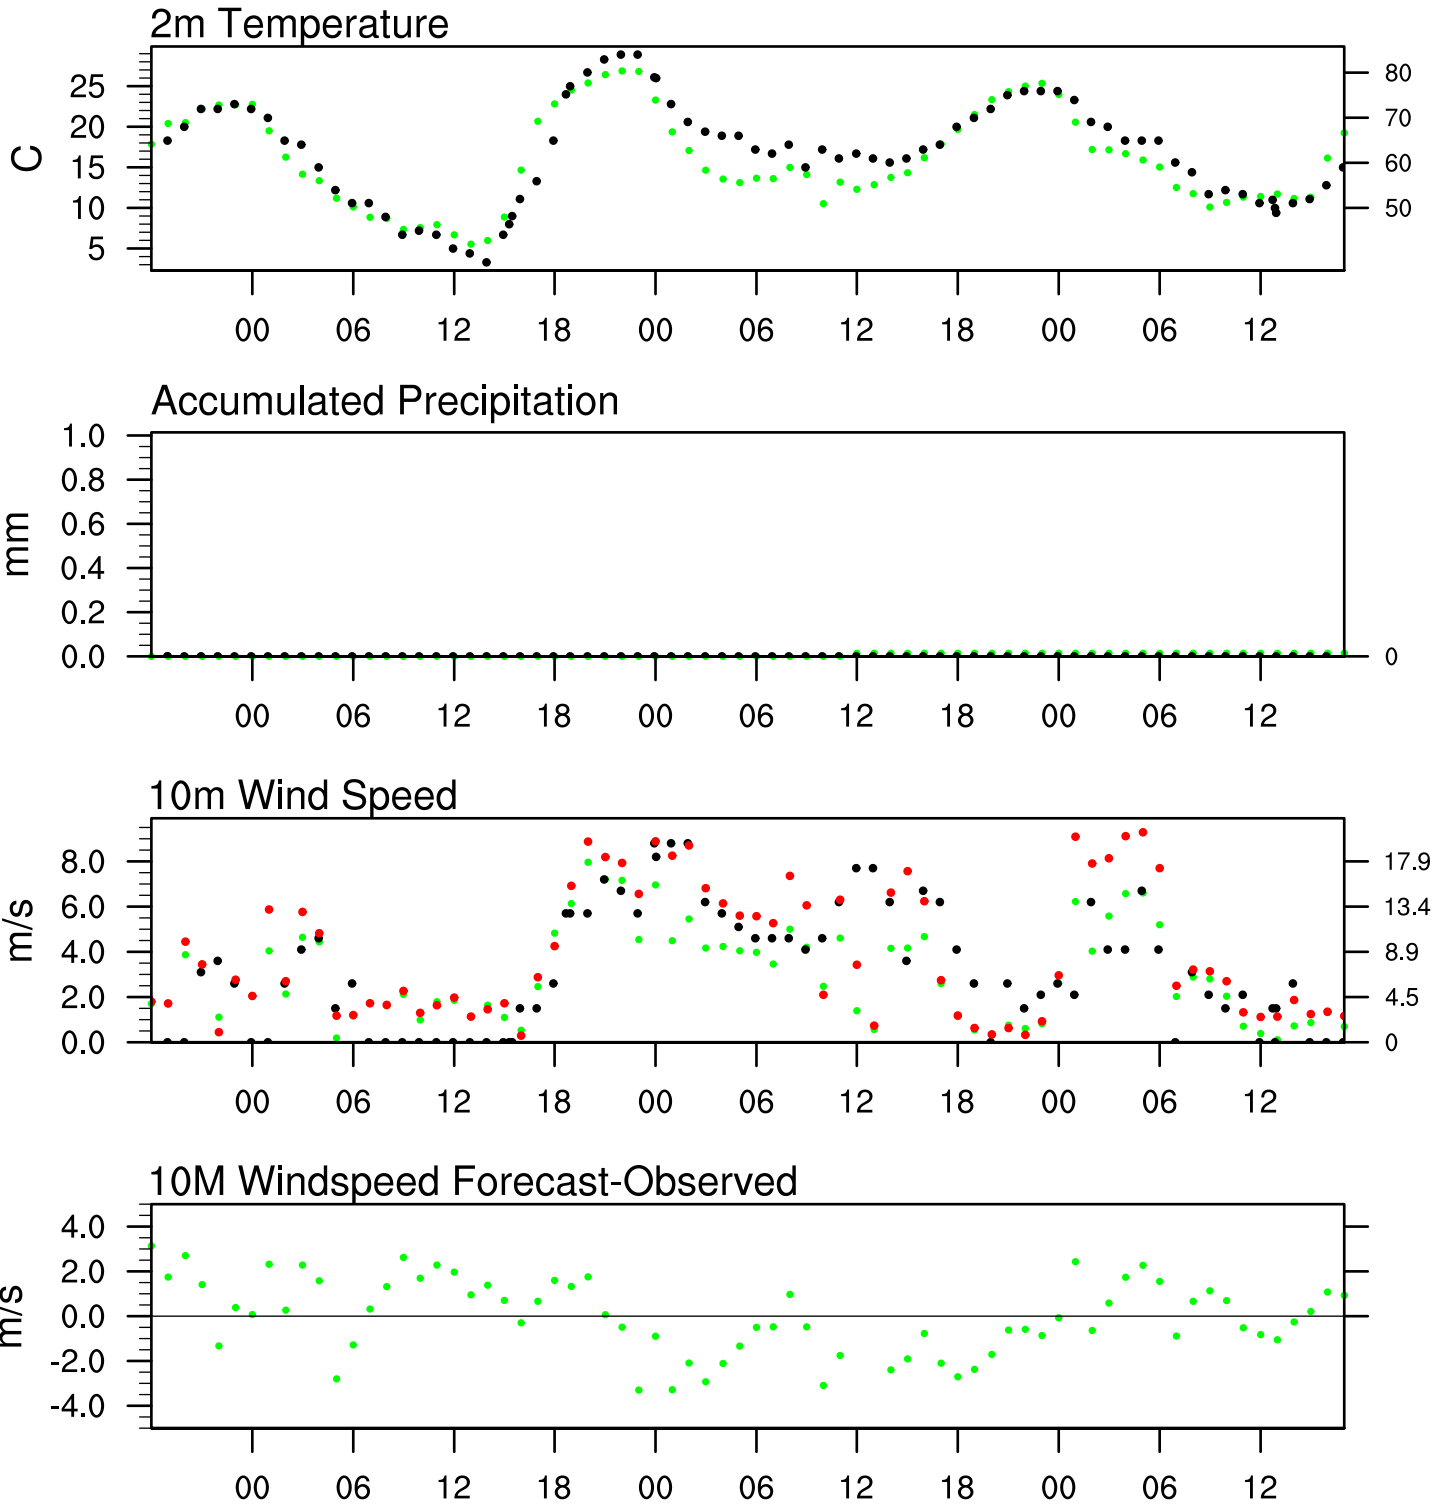 2m Temperature
C
25
20
15
10
5
80
70
60
50
00 06 12 18 00 06 12 18 00 06 12
Accumulated Precipitation
mm
1.0
0.8
0.6
0.4
0.2
0.0
0
00 06 12 18 00 06 12 18 00 06 12
10m Wind Speed
m/s
8.0
6.0
4.0
2.0
0.0
17.9
13.4
8.9
4.5
0
00 06 12 18 00 06 12 18 00 06 12
10M Windspeed Forecast-Observed
m/s
4.0
2.0
0.0
-2.0
-4.0
00 06 12 18 00 06 12 18 00 06 12